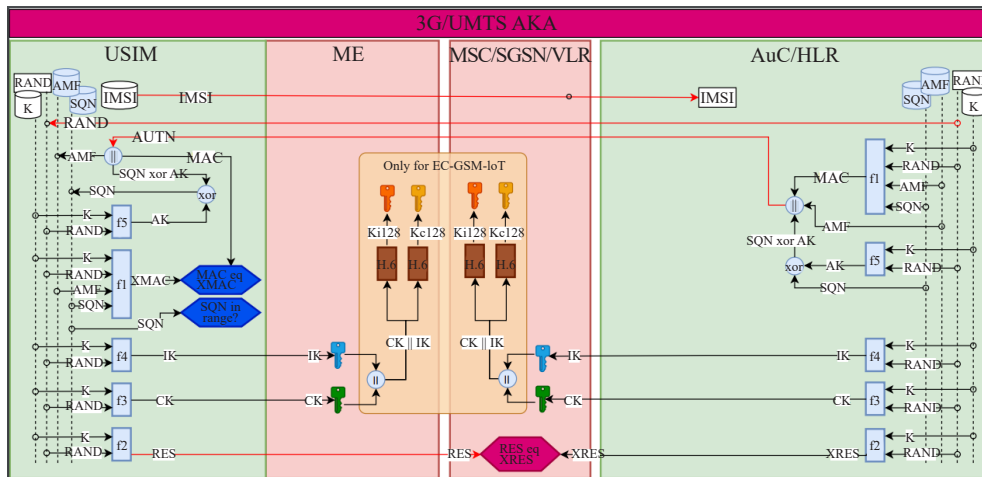 3G/UMTS AKA
USIM
ME
MSC/SGSN/VLR
AuC/HLR
RAND
AMF
K
SQN
IMSI
IMSI
IMSI
AMF
RAND
SQN
K
RAND
AUTN
AMF
||
MAC
SQN xor AK
SQN
xor
K
RAND
f5
AK
K
RAND
AMF
SQN
f1
XMAC
MAC eq
XMAC
SQN in
range?
SQN
K
RAND
f4
IK
IK
K
RAND
f3
CK
CK
K
RAND
f2
RES
RES
Only for EC-GSM-IoT
Ki128
Kc128
Ki128
Kc128
H.6
H.6
H.6
H.6
CK || IK
CK || IK
||
||
RES eq
XRES
XRES
XRES
IK
IK
CK
CK
MAC
f1
K
RAND
AMF
SQN
||
AMF
SQN xor AK
xor
AK
f5
K
RAND
SQN
f4
K
RAND
f3
K
RAND
f2
K
RAND